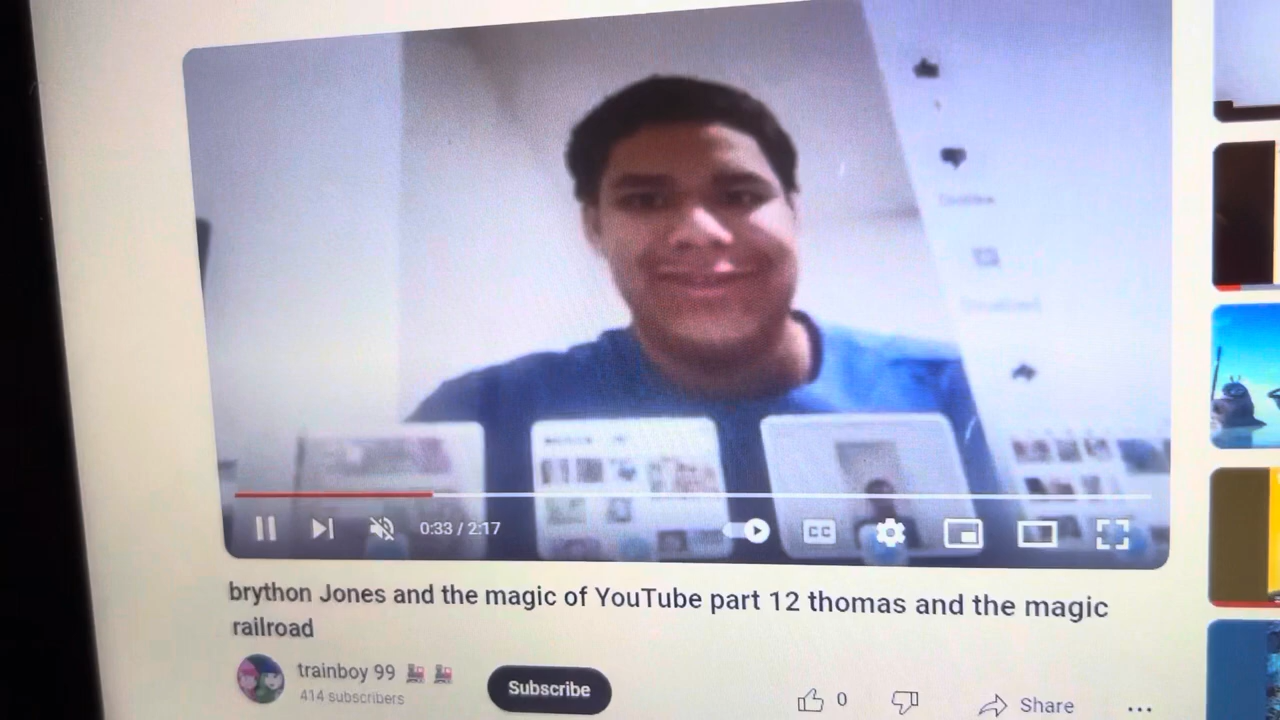 0:33 / 2:17
CC
brython Jones and the magic of YouTube part 12 thomas and the magic
railroad
trainboy 99
414 subscribers
Subscribe
0
Share